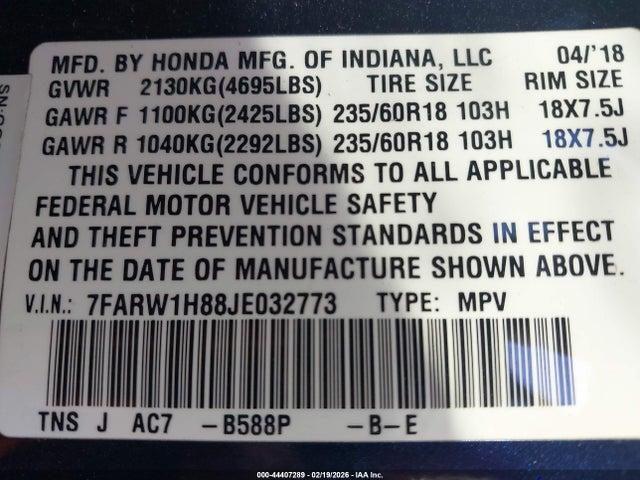 MFD. BY HONDA MFG. OF INDIANA, LLC 04/'18
GVWR 2130KG(4695LBS) TIRE SIZE RIM SIZE
GAWR F 1100KG(2425LBS) 235/60R18 103H 18X7.5J
GAWR R 1040KG(2292LBS) 235/60R18 103H 18X7.5J
THIS VEHICLE CONFORMS TO ALL APPLICABLE
FEDERAL MOTOR VEHICLE SAFETY
AND THEFT PREVENTION STANDARDS IN EFFECT
ON THE DATE OF MANUFACTURE SHOWN ABOVE.
V.I.N.: 7FARW1H88JE032773 TYPE: MPV
TNS J AC7 -B588P -B-E
000-44407289 - 02/19/2026 - IAA Inc.